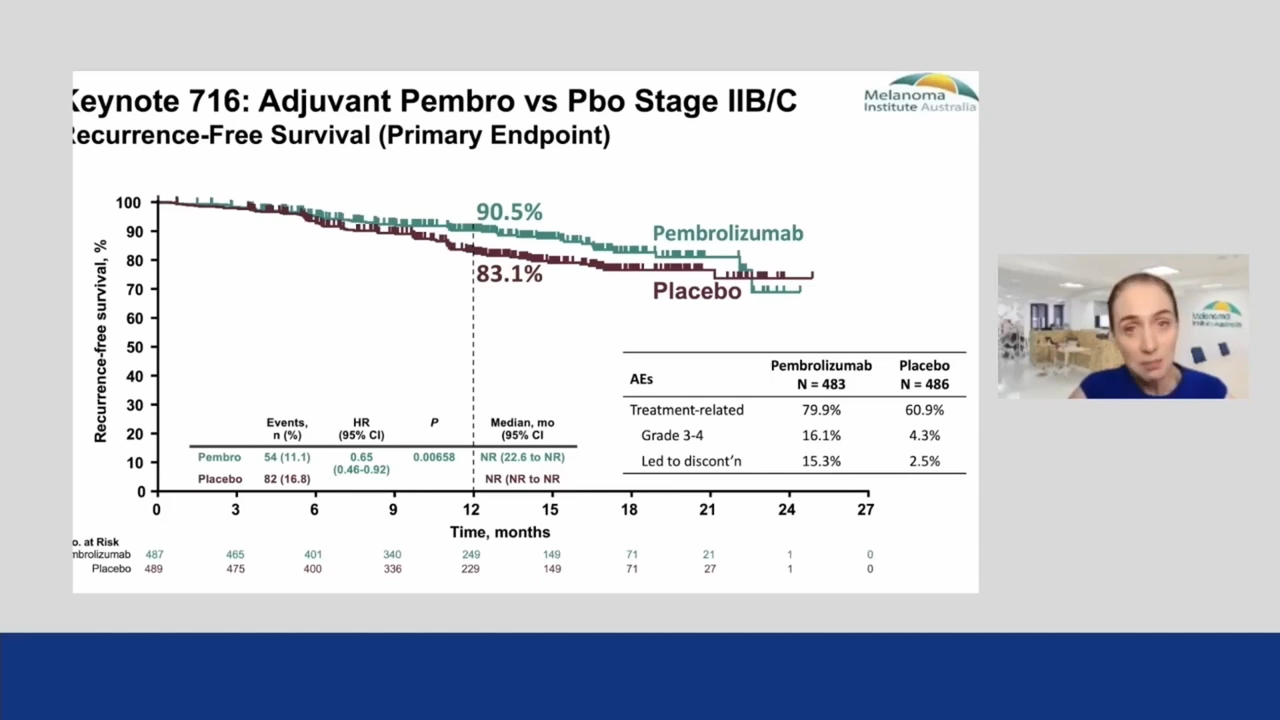 Keynote 716: Adjuvant Pembro vs Pbo Stage IIB/C
Recurrence-Free Survival (Primary Endpoint)
Melanoma
Institute Australia
Recurrence-free survival, %
100
90
80
70
60
50
40
30
20
10
0
90.5%
83.1%
Pembrolizumab
Placebo
AEs
Pembrolizumab
N = 483
Placebo
N = 486
Treatment-related 79.9% 60.9%
Grade 3-4 16.1% 4.3%
Led to discont’n 15.3% 2.5%
Events,
n (%)
HR
(95% CI)
P
Median, mo
(95% CI
Pembro 54 (11.1) 0.65
(0.46-0.92)
0.00658 NR (22.6 to NR)
Placebo 82 (16.8) NR (NR to NR
0 3 6 9 12 15 18 21 24 27
Time, months
o. at Risk
mbrolizumab 487 465 401 340 249 149 71 21 1 0
Placebo 489 475 400 336 229 149 71 27 1 0
Melanoma
Institute Australia